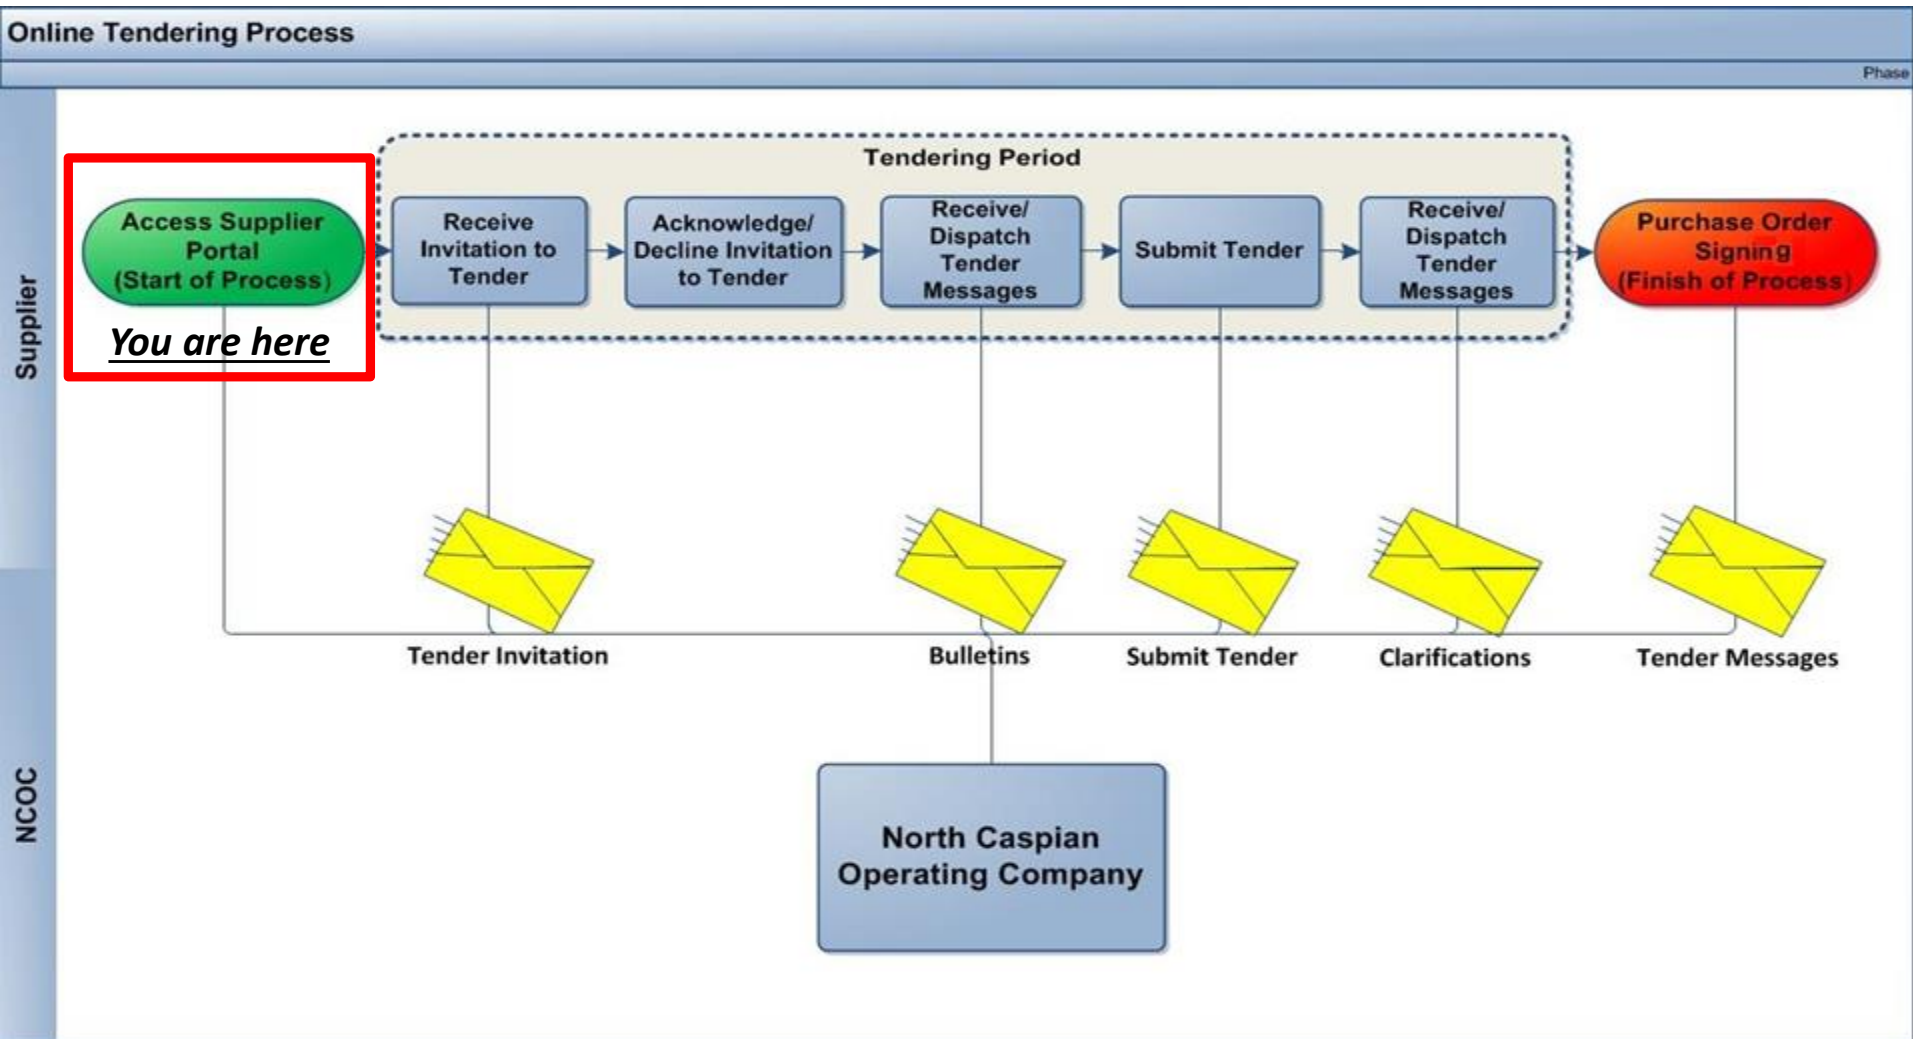 Online Tendering Process
Phase
Supplier
Tendering Period
Access Supplier
Portal
(Start of Process)
You are here
Receive
Invitation to
Tender
Acknowledge/
Decline Invitation
to Tender
Receive/
Dispatch
Tender
Messages
Submit Tender
Receive/
Dispatch
Tender
Messages
Purchase Order
Signing
(Finish of Process)
Tender Invitation
Bulletins
Submit Tender
Clarifications
Tender Messages
NCOC
North Caspian
Operating Company